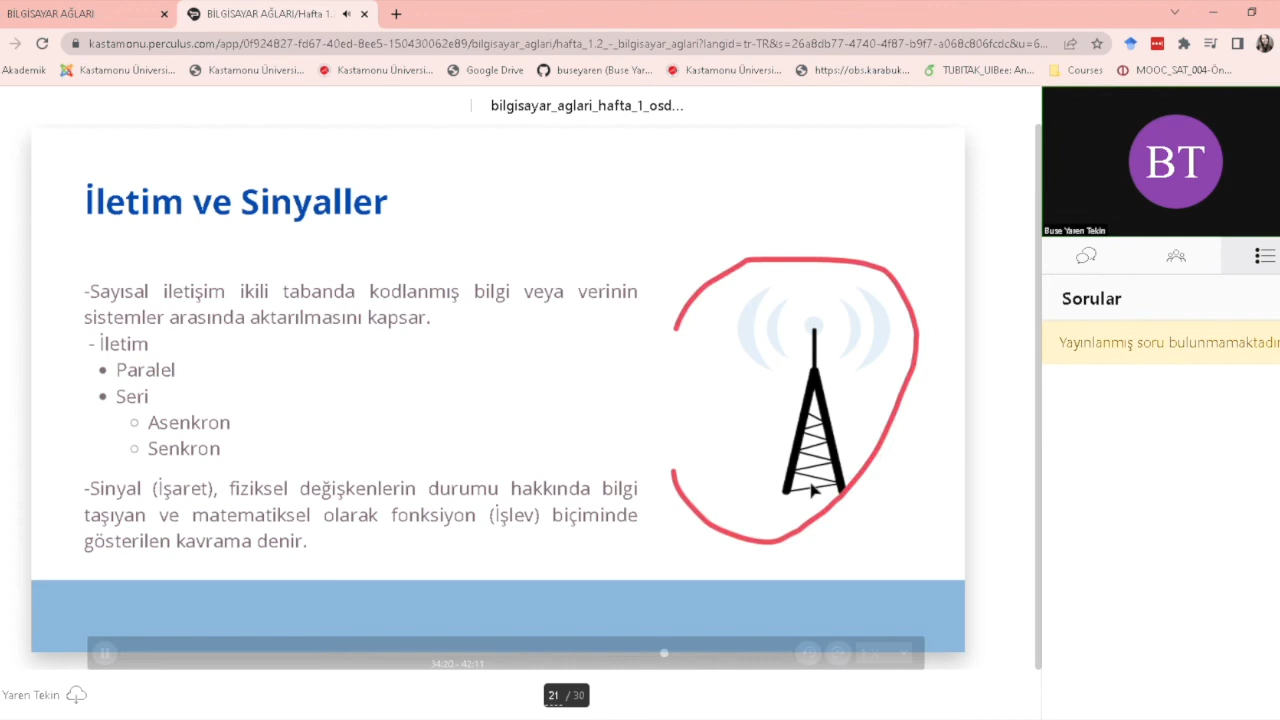 BİLGİSAYAR AĞLARI
BİLGİSAYAR AĞLARI/Hafta 1.
kastamonu.perculus.com/app/0f924827-fd67-40ed-8ee5-1504310620f9/bilgisayar_aglari/hafta_1.2_-_bilgisayar_aglari?langid=tr-TR&s=26a8db77-4740-4f87-b9f7-a068c806fcdc&u=6...
Akademik
Kastamonu Üniversi...
Kastamonu Üniversi...
Kastamonu Üniversi...
Google Drive
buseyaren (Buse Yar...
Kastamonu Üniversi...
https://obs.karabuk...
TUBITAK_UIBee: An...
Courses
MOOC_SAT_004-Ön...
bilgisayar_aglari_hafta_1_osd...
İletim ve Sinyaller
-Sayısal iletişim ikili tabanda kodlanmış bilgi veya verinin
sistemler arasında aktarılmasını kapsar.
- İletim
• Paralel
• Seri
○ Asenkron
○ Senkron
-Sinyal (İşaret), fiziksel değişkenlerin durumu hakkında bilgi
taşıyan ve matematiksel olarak fonksiyon (İşlev) biçiminde
gösterilen kavrama denir.
34:20 - 42:11
Yaren Tekin
21 / 30
BT
Buse Yaren Tekin
Sorular
Yayınlanmış soru bulunmamaktadır